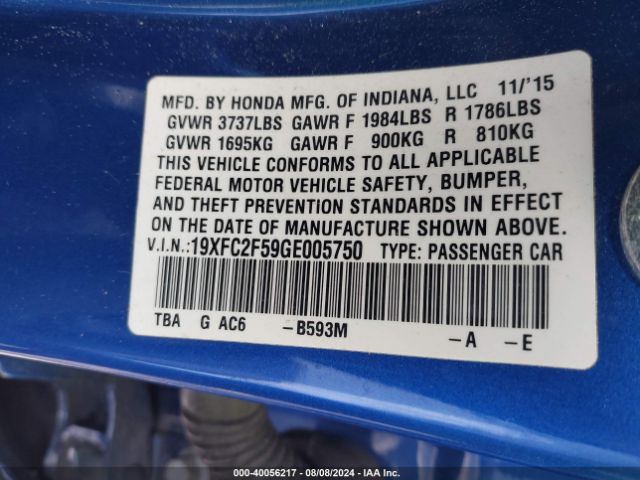 MFD. BY HONDA MFG. OF INDIANA, LLC 11/'15
GVWR 3737LBS GAWR F 1984LBS R 1786LBS
GVWR 1695KG GAWR F 900KG R 810KG
THIS VEHICLE CONFORMS TO ALL APPLICABLE
FEDERAL MOTOR VEHICLE SAFETY, BUMPER,
AND THEFT PREVENTION STANDARDS IN EFFECT
ON THE DATE OF MANUFACTURE SHOWN ABOVE.
V.I.N.:19XFC2F59GE005750 TYPE: PASSENGER CAR
TBA G AC6 -B593M -A -E
000-40056217 - 08/08/2024 - IAA Inc.